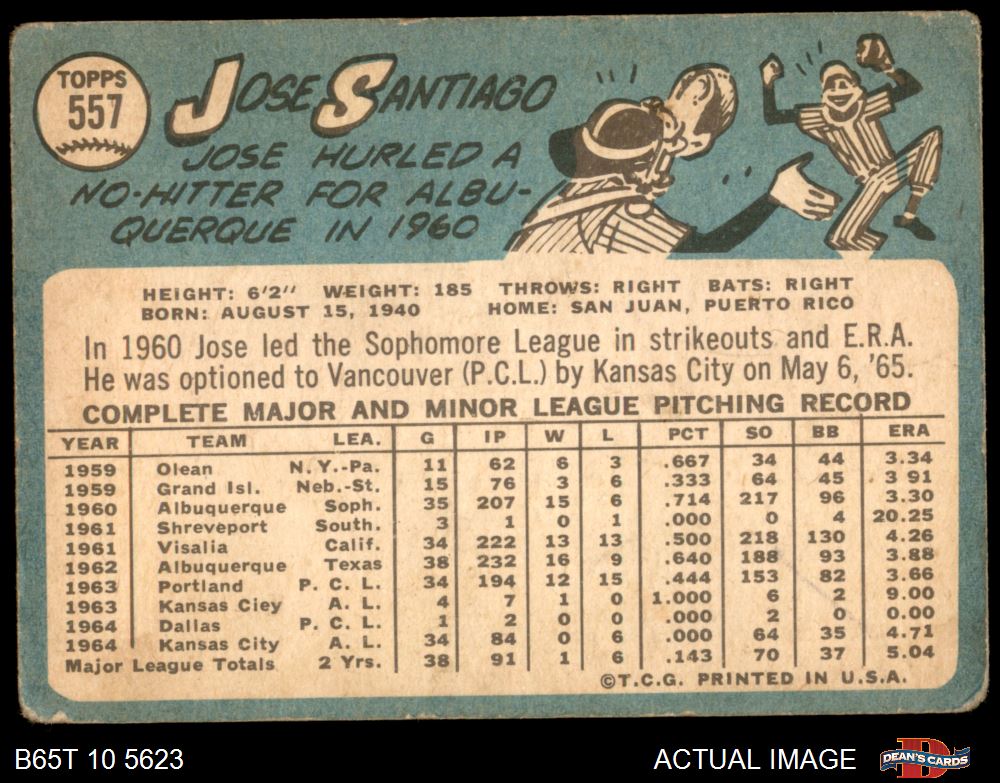 TOPPS
557
JOSE SANTIAGO
JOSE HURLED A
NO-HITTER FOR ALBU-
QUERQUE IN 1960
HEIGHT: 6'2" WEIGHT: 185 THROWS: RIGHT BATS: RIGHT
BORN: AUGUST 15, 1940 HOME: SAN JUAN, PUERTO RICO
In 1960 Jose led the Sophomore League in strikeouts and E.R.A.
He was optioned to Vancouver (P.C.L.) by Kansas City on May 6, '65.
COMPLETE MAJOR AND MINOR LEAGUE PITCHING RECORD
YEAR TEAM LEA. G IP W L PCT SO BB ERA
1959 Olean N.Y.-Pa. 11 62 6 3 .667 34 44 3.34
1959 Grand Isl. Neb.-St. 15 76 3 6 .333 64 45 3 91
1960 Albuquerque Soph. 35 207 15 6 .714 217 96 3.30
1961 Shreveport South. 3 1 0 1 .000 0 4 20.25
1961 Visalia Calif. 34 222 13 13 .500 218 130 4.26
1962 Albuquerque Texas 38 232 16 9 .640 188 93 3.88
1963 Portland P. C. L. 34 194 12 15 .444 153 82 3.66
1963 Kansas Ciey A. L. 4 7 1 0 1.000 6 2 9.00
1964 Dallas P. C. L. 1 2 0 0 .000 2 0 0.00
1964 Kansas City A. L. 34 84 0 6 .000 64 35 4.71
Major League Totals 2 Yrs. 38 91 1 6 .143 70 37 5.04
©T.C.G. PRINTED IN U.S.A.
B65T 10 5623
ACTUAL IMAGE
DEAN'S CARDS